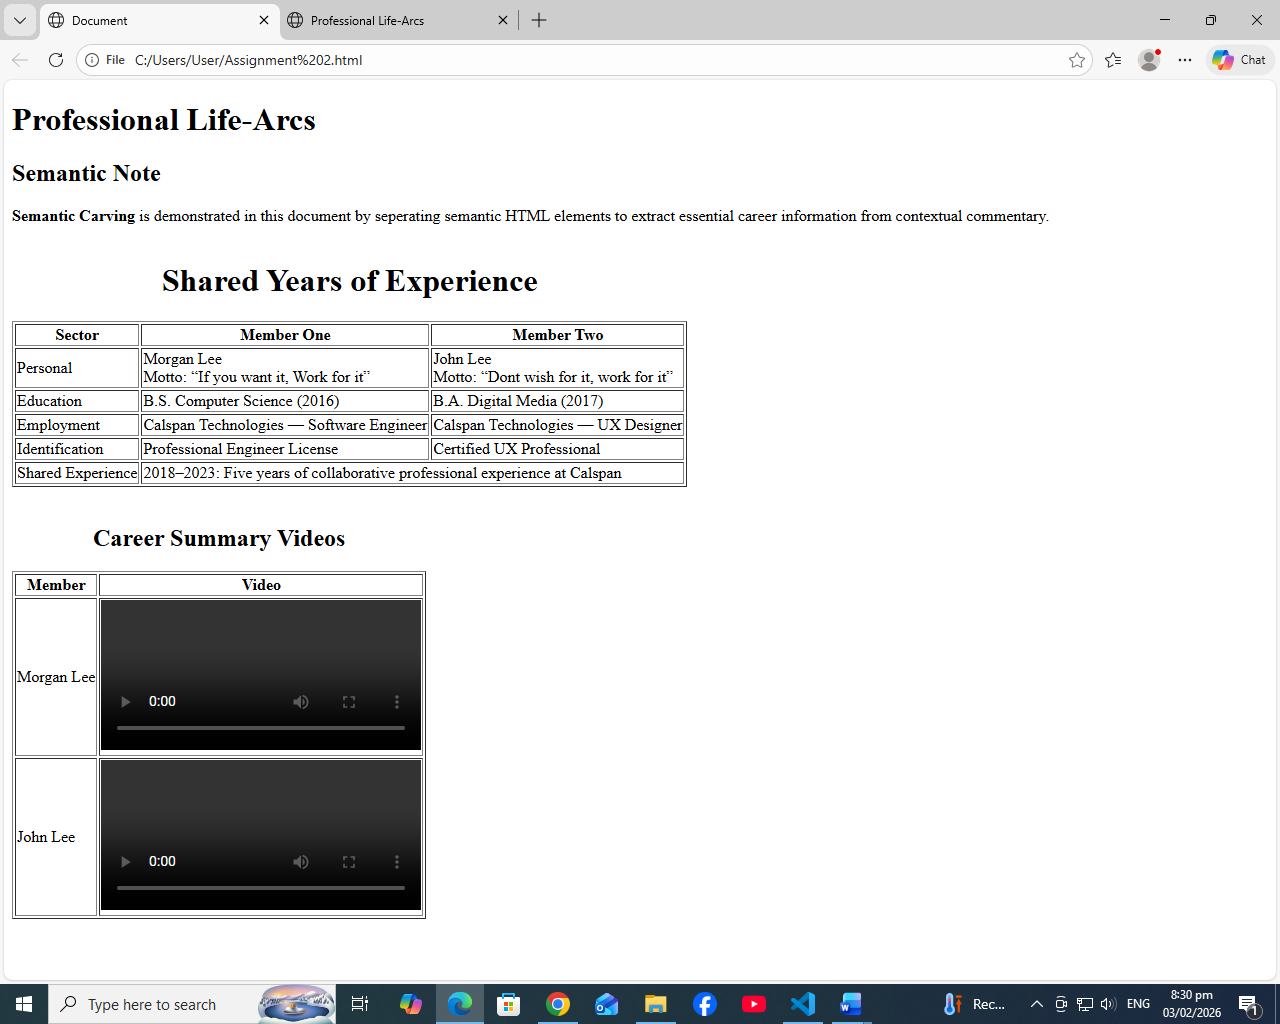 Document
Professional Life-Arcs
File C:/Users/User/Assignment%202.html
Chat
Professional Life-Arcs
Semantic Note
Semantic Carving is demonstrated in this document by seperating semantic HTML elements to extract essential career information from contextual commentary.
Shared Years of Experience
Sector Member One Member Two
Personal
Morgan Lee
Motto: “If you want it, Work for it”
John Lee
Motto: “Dont wish for it, work for it”
Education B.S. Computer Science (2016) B.A. Digital Media (2017)
Employment Calspan Technologies — Software Engineer Calspan Technologies — UX Designer
Identification Professional Engineer License Certified UX Professional
Shared Experience 2018–2023: Five years of collaborative professional experience at Calspan
Career Summary Videos
Member Video
Morgan Lee
0:00
John Lee
0:00
Type here to search
Rec...
ENG
8:30 pm
03/02/2026
1